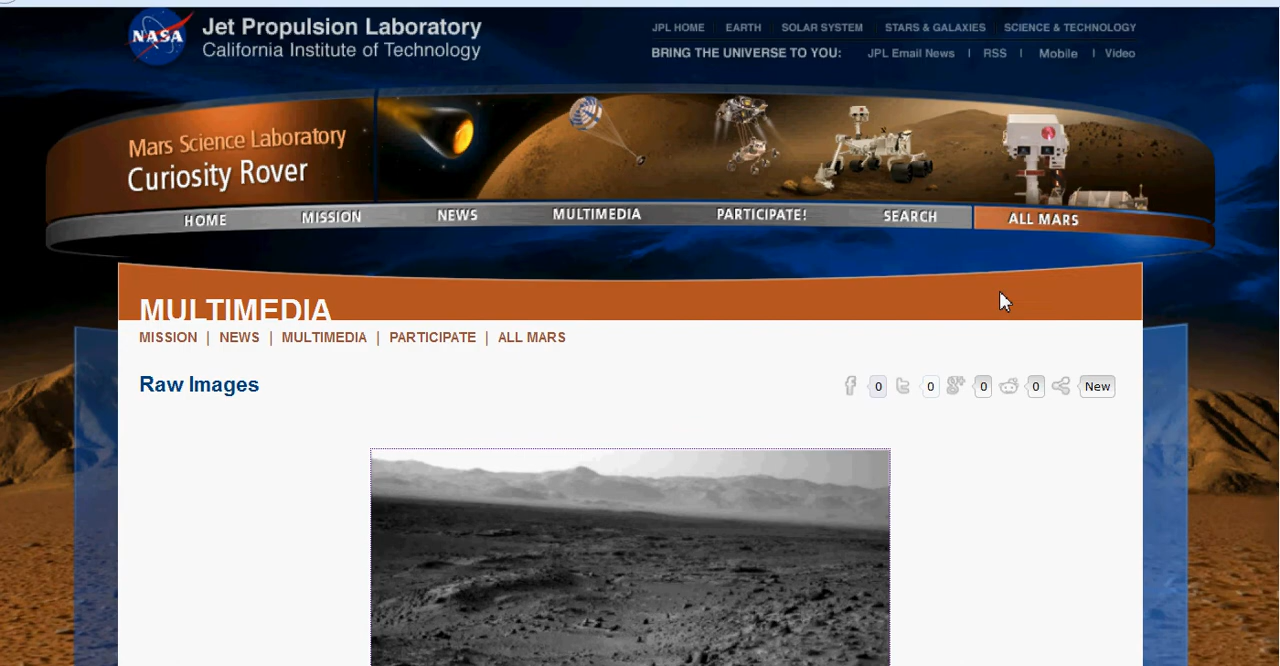 NASA
Jet Propulsion Laboratory
California Institute of Technology
JPL HOME EARTH SOLAR SYSTEM STARS & GALAXIES SCIENCE & TECHNOLOGY
BRING THE UNIVERSE TO YOU: JPL Email News | RSS | Mobile | Video
Mars Science Laboratory
Curiosity Rover
HOME MISSION NEWS MULTIMEDIA PARTICIPATE! SEARCH ALL MARS
MULTIMEDIA
MISSION | NEWS | MULTIMEDIA | PARTICIPATE | ALL MARS
Raw Images 0 0 0 0 New